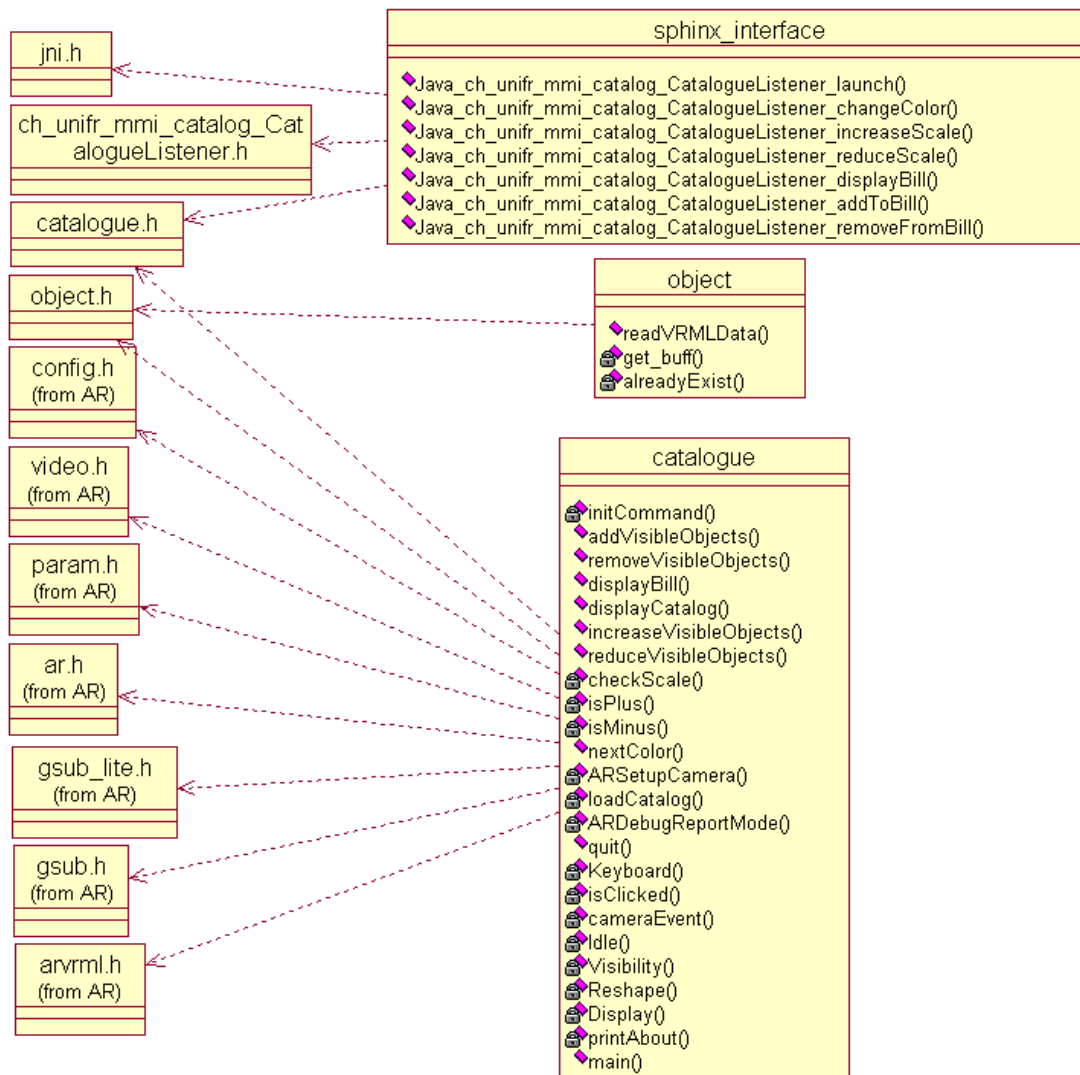 jni.h
ch_unifr_mmi_catalog_Cat
alogueListener.h
catalogue.h
object.h
config.h
(from AR)
video.h
(from AR)
param.h
(from AR)
ar.h
(from AR)
gsub_lite.h
(from AR)
gsub.h
(from AR)
arvrml.h
(from AR)
sphinx_interface
Java_ch_unifr_mmi_catalog_CatalogueListener_launch()
Java_ch_unifr_mmi_catalog_CatalogueListener_changeColor()
Java_ch_unifr_mmi_catalog_CatalogueListener_increaseScale()
Java_ch_unifr_mmi_catalog_CatalogueListener_reduceScale()
Java_ch_unifr_mmi_catalog_CatalogueListener_displayBill()
Java_ch_unifr_mmi_catalog_CatalogueListener_addToBill()
Java_ch_unifr_mmi_catalog_CatalogueListener_removeFromBill()
object
readVRMLData()
get_buff()
alreadyExist()
catalogue
initCommand()
addVisibleObjects()
removeVisibleObjects()
displayBill()
displayCatalog()
increaseVisibleObjects()
reduceVisibleObjects()
checkScale()
isPlus()
isMinus()
nextColor()
ARSetupCamera()
loadCatalog()
ARDebugReportMode()
quit()
Keyboard()
isClicked()
cameraEvent()
Idle()
Visibility()
Reshape()
Display()
printAbout()
main()